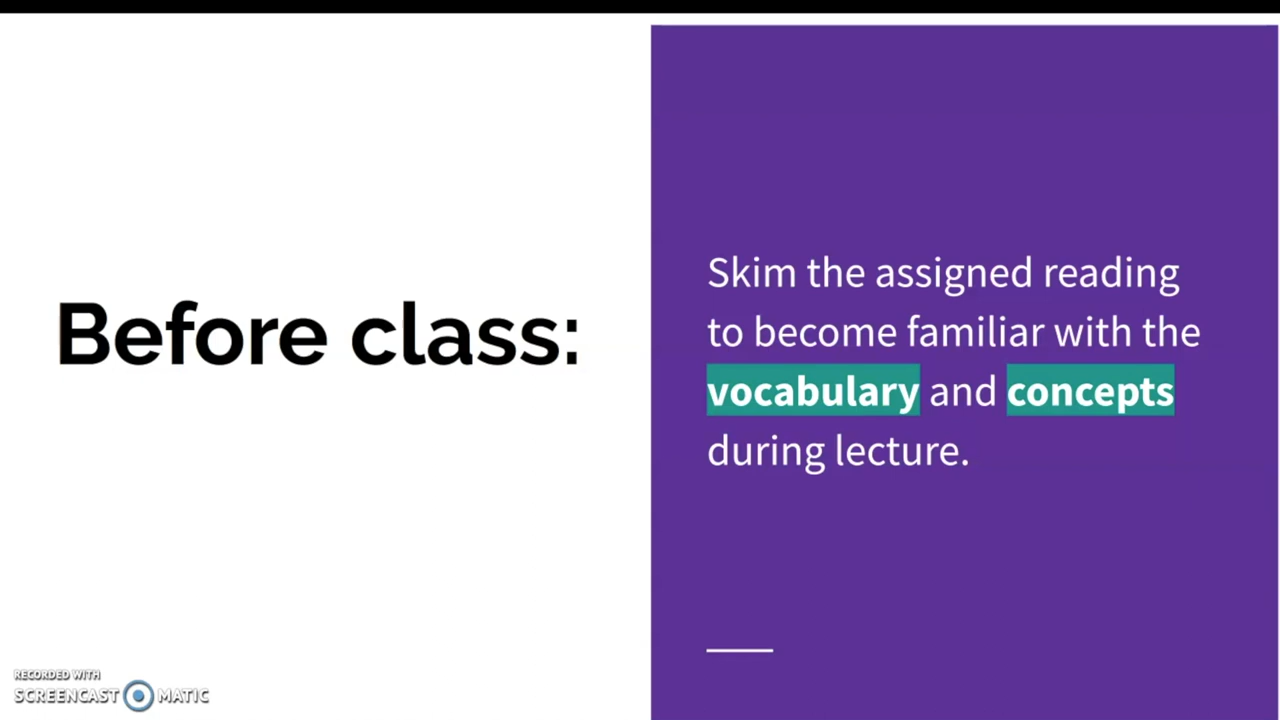 Before class:
Skim the assigned reading
to become familiar with the
vocabulary and concepts
during lecture.
RECORDED WITH
SCREENCAST MATIC